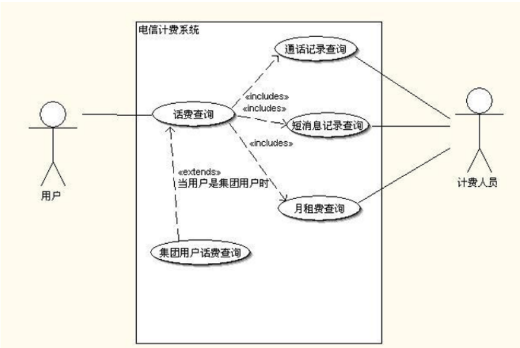 电信计费系统
通话记录查询
«includes»
«includes»
话费查询
短消息记录查询
«includes»
«extends»
当用户是集团用户时
用户
计费人员
月租费查询
集团用户话费查询